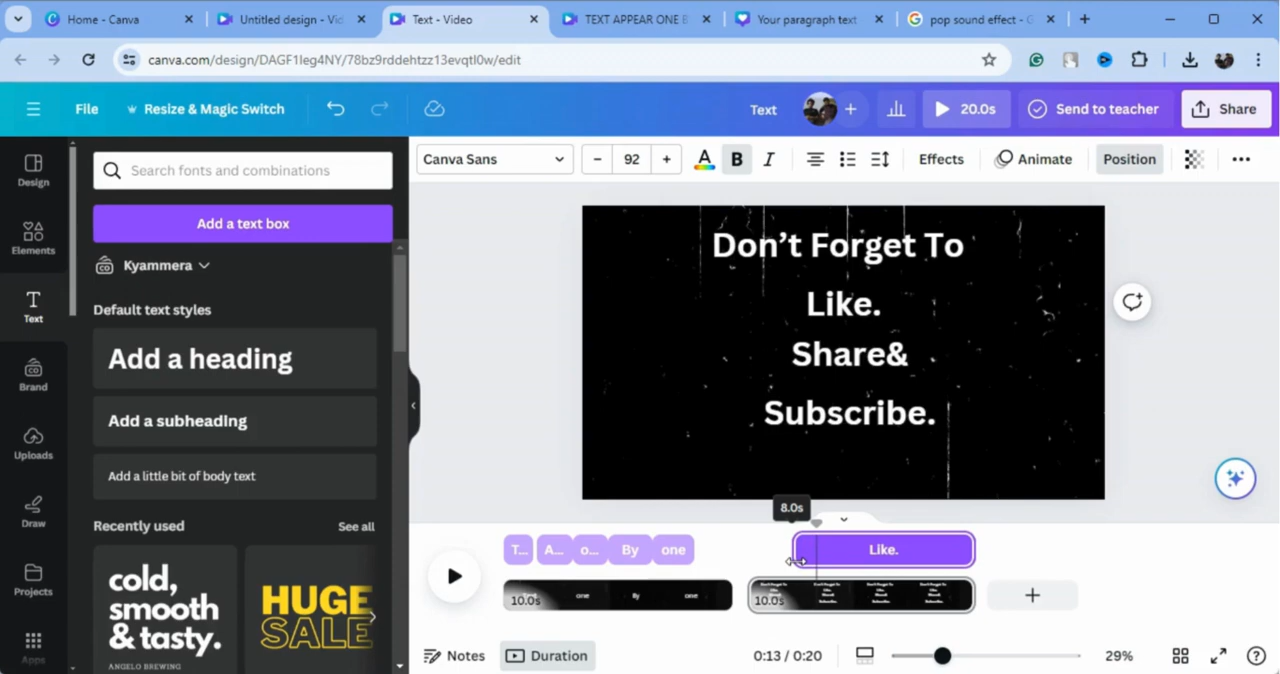 Home - Canva
Untitled design - Vid
Text - Video
TEXT APPEAR ONE B
Your paragraph text
pop sound effect - G
canva.com/design/DAGF1Ieg4NY/78bz9rddehtzz13evqtl0w/edit
File
Resize & Magic Switch
Text
20.0s
Send to teacher
Share
Design
Elements
Text
Brand
Uploads
Draw
Projects
Apps
Search fonts and combinations
Add a text box
Kyammera
Default text styles
Add a heading
Add a subheading
Add a little bit of body text
Recently used
See all
cold,
smooth
& tasty.
ANGELO BREWING
HUGE
SALE
Canva Sans
92
A
B
I
Effects
Animate
Position
Don’t Forget To
Like.
Share&
Subscribe.
8.0s
T...
A...
o...
By
one
Like.
10.0s
one
By
one
10.0s
Notes
Duration
0:13 / 0:20
29%